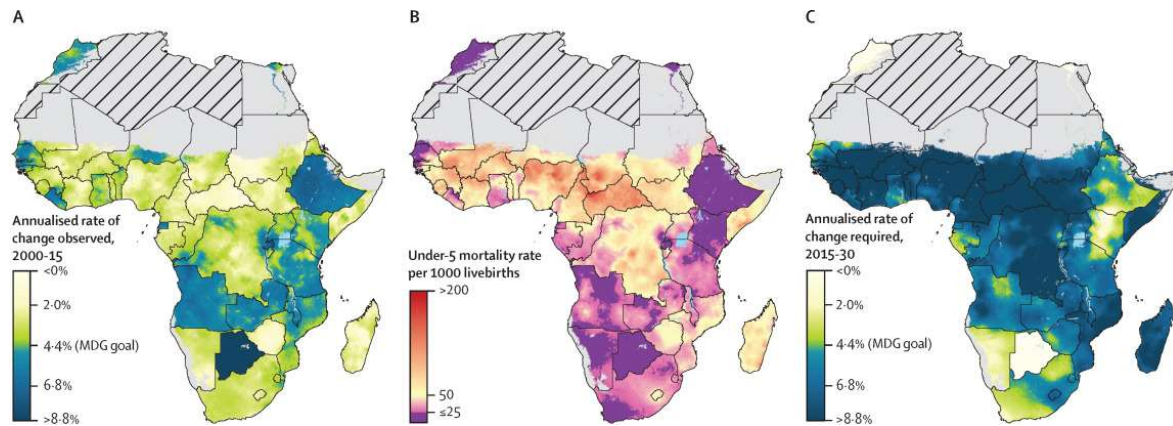 A
B
C
Annualised rate of
change observed,
2000-15
<0%
2·0%
4·4% (MDG goal)
6·8%
>8·8%
Under-5 mortality rate
per 1000 livebirths
>200
50
≤25
Annualised rate of
change required,
2015-30
<0%
2·0%
4·4% (MDG goal)
6·8%
>8·8%